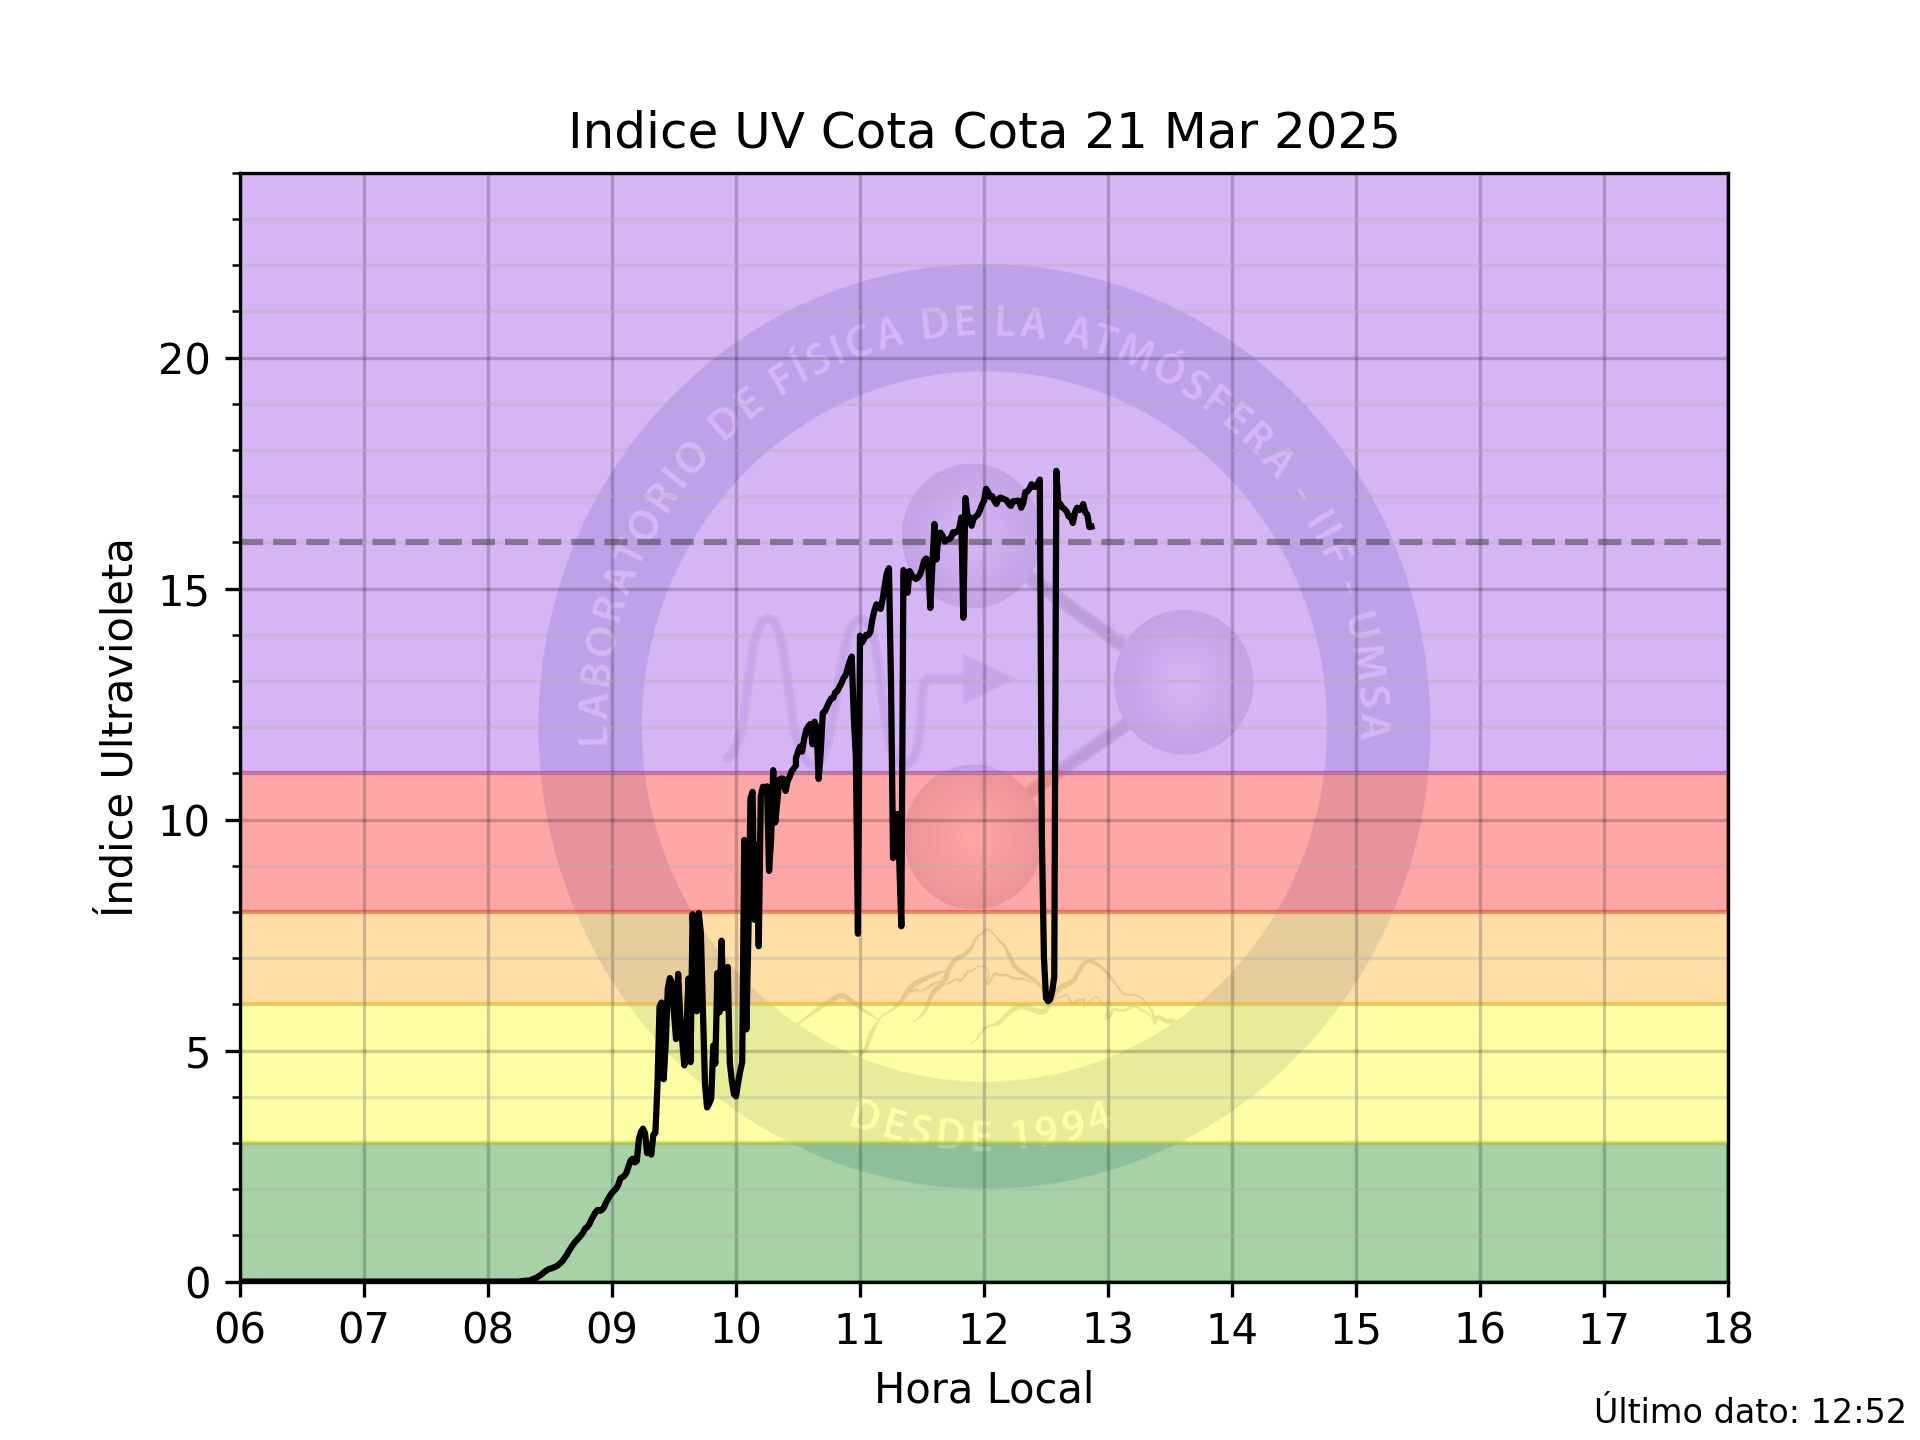 Indice UV Cota Cota 21 Mar 2025
LABORATORIO DE FÍSICA DE LA ATMÓSFERA - IIF - UMSA
DESDE 1994
Índice Ultravioleta
20
15
10
5
0
06 07 08 09 10 11 12 13 14 15 16 17 18
Hora Local
Último dato: 12:52